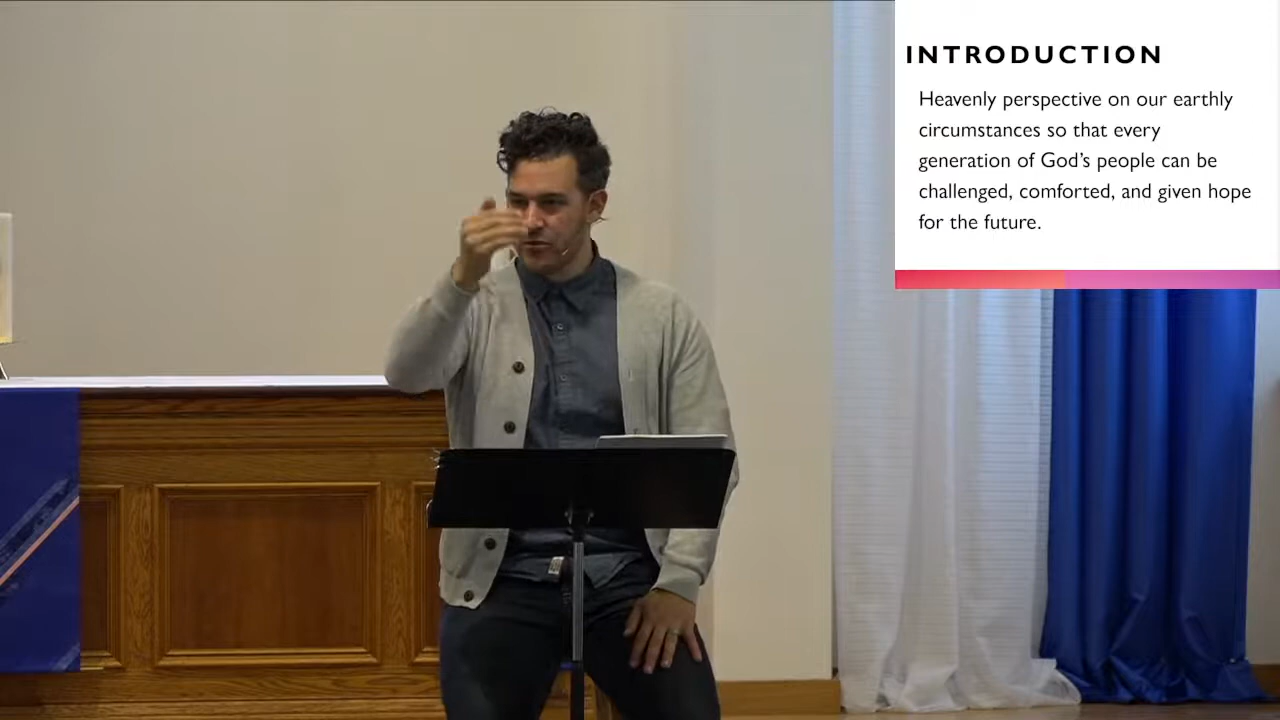 INTRODUCTION
Heavenly perspective on our earthly
circumstances so that every
generation of God's people can be
challenged, comforted, and given hope
for the future.